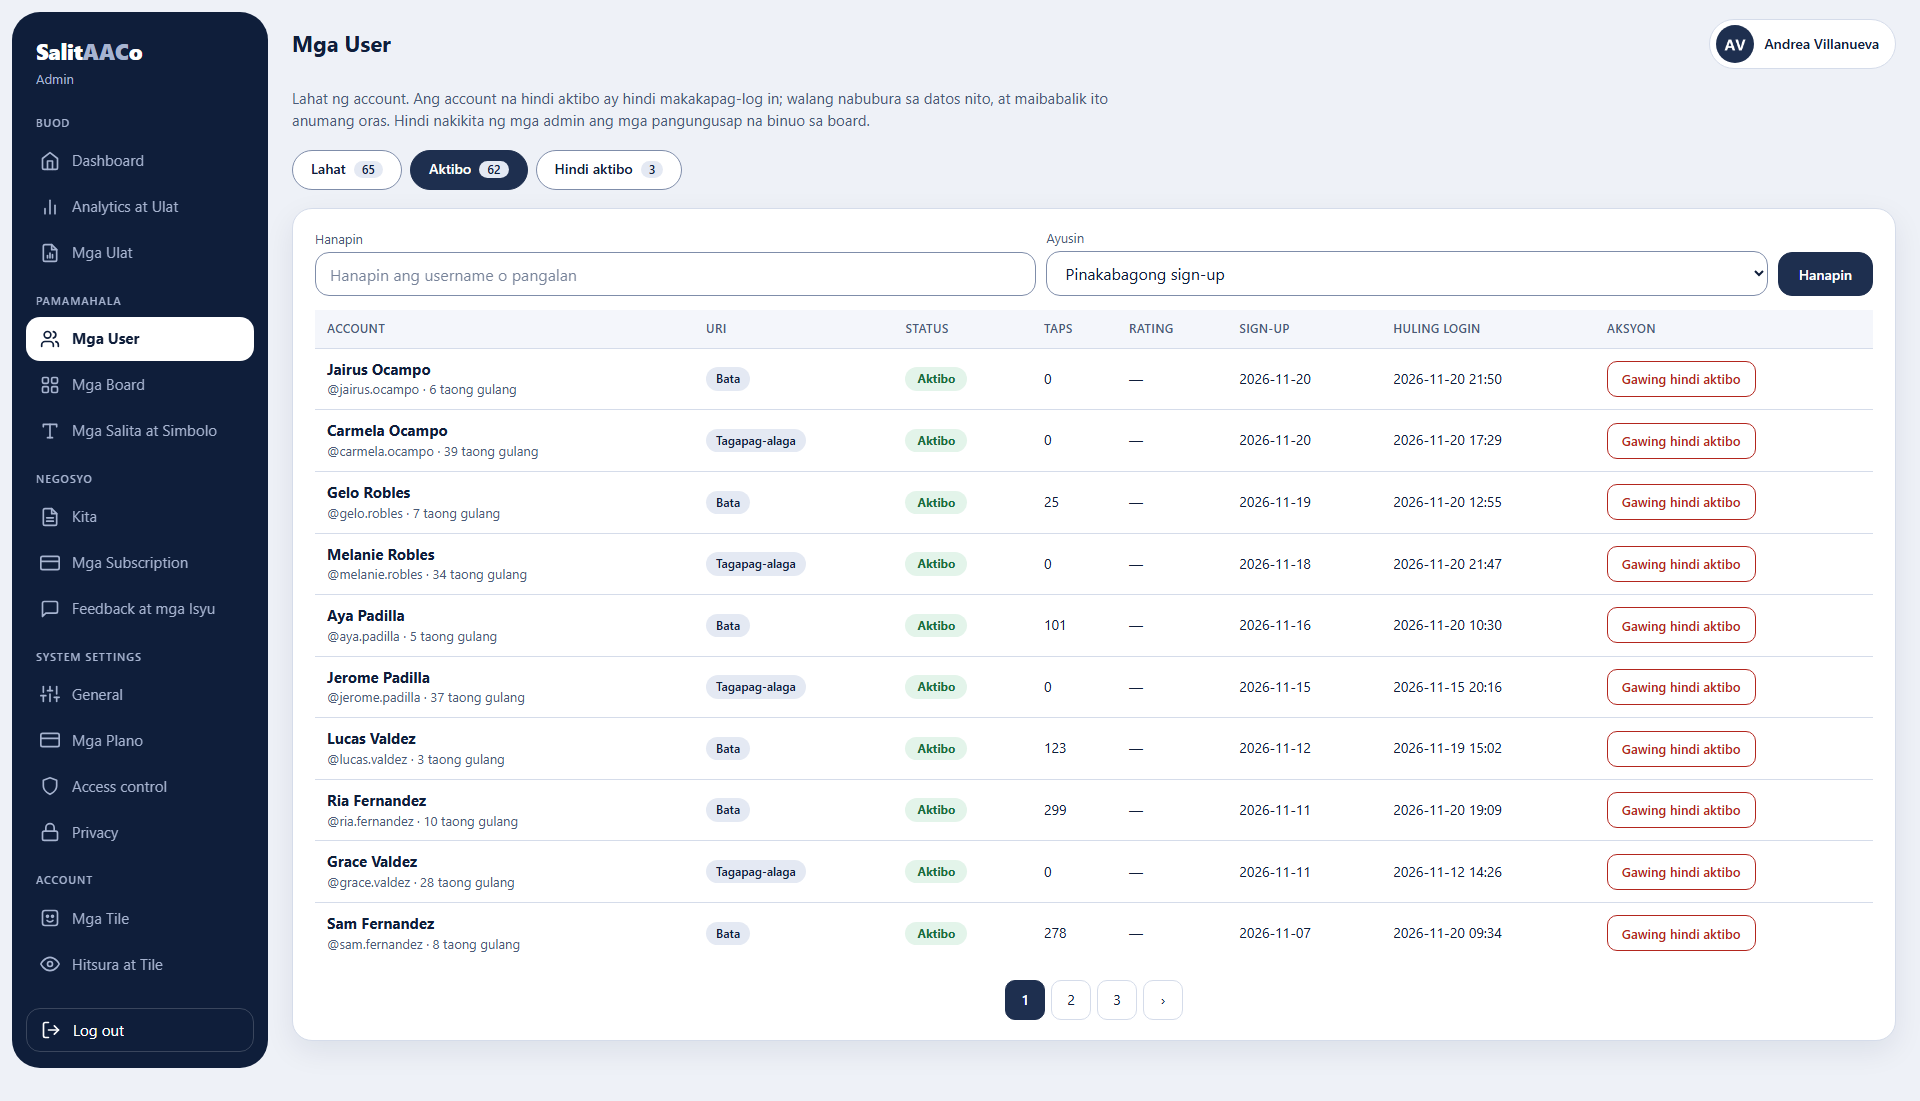 SalitAACo
Admin
BUOD
Dashboard
Analytics at Ulat
Mga Ulat
PAMAMAHALA
Mga User
Mga Board
Mga Salita at Simbolo
NEGOSYO
Kita
Mga Subscription
Feedback at mga Isyu
SYSTEM SETTINGS
General
Mga Plano
Access control
Privacy
ACCOUNT
Mga Tile
Hitsura at Tile
Log out
Mga User
AV Andrea Villanueva
Lahat ng account. Ang account na hindi aktibo ay hindi makakapag-log in; walang nabubura sa datos nito, at maibabalik ito
anumang oras. Hindi nakikita ng mga admin ang mga pangungusap na binuo sa board.
Lahat 65 Aktibo 62 Hindi aktibo 3
Hanapin Ayusin
Hanapin ang username o pangalan Pinakabagong sign-up Hanapin
ACCOUNT URI STATUS TAPS RATING SIGN-UP HULING LOGIN AKSYON
Jairus Ocampo
@jairus.ocampo · 6 taong gulang Bata Aktibo 0 — 2026-11-20 2026-11-20 21:50 Gawing hindi aktibo
Carmela Ocampo
@carmela.ocampo · 39 taong gulang Tagapag-alaga Aktibo 0 — 2026-11-20 2026-11-20 17:29 Gawing hindi aktibo
Gelo Robles
@gelo.robles · 7 taong gulang Bata Aktibo 25 — 2026-11-19 2026-11-20 12:55 Gawing hindi aktibo
Melanie Robles
@melanie.robles · 34 taong gulang Tagapag-alaga Aktibo 0 — 2026-11-18 2026-11-20 21:47 Gawing hindi aktibo
Aya Padilla
@aya.padilla · 5 taong gulang Bata Aktibo 101 — 2026-11-16 2026-11-20 10:30 Gawing hindi aktibo
Jerome Padilla
@jerome.padilla · 37 taong gulang Tagapag-alaga Aktibo 0 — 2026-11-15 2026-11-15 20:16 Gawing hindi aktibo
Lucas Valdez
@lucas.valdez · 3 taong gulang Bata Aktibo 123 — 2026-11-12 2026-11-19 15:02 Gawing hindi aktibo
Ria Fernandez
@ria.fernandez · 10 taong gulang Bata Aktibo 299 — 2026-11-11 2026-11-20 19:09 Gawing hindi aktibo
Grace Valdez
@grace.valdez · 28 taong gulang Tagapag-alaga Aktibo 0 — 2026-11-11 2026-11-12 14:26 Gawing hindi aktibo
Sam Fernandez
@sam.fernandez · 8 taong gulang Bata Aktibo 278 — 2026-11-07 2026-11-20 09:34 Gawing hindi aktibo
1 2 3 ›